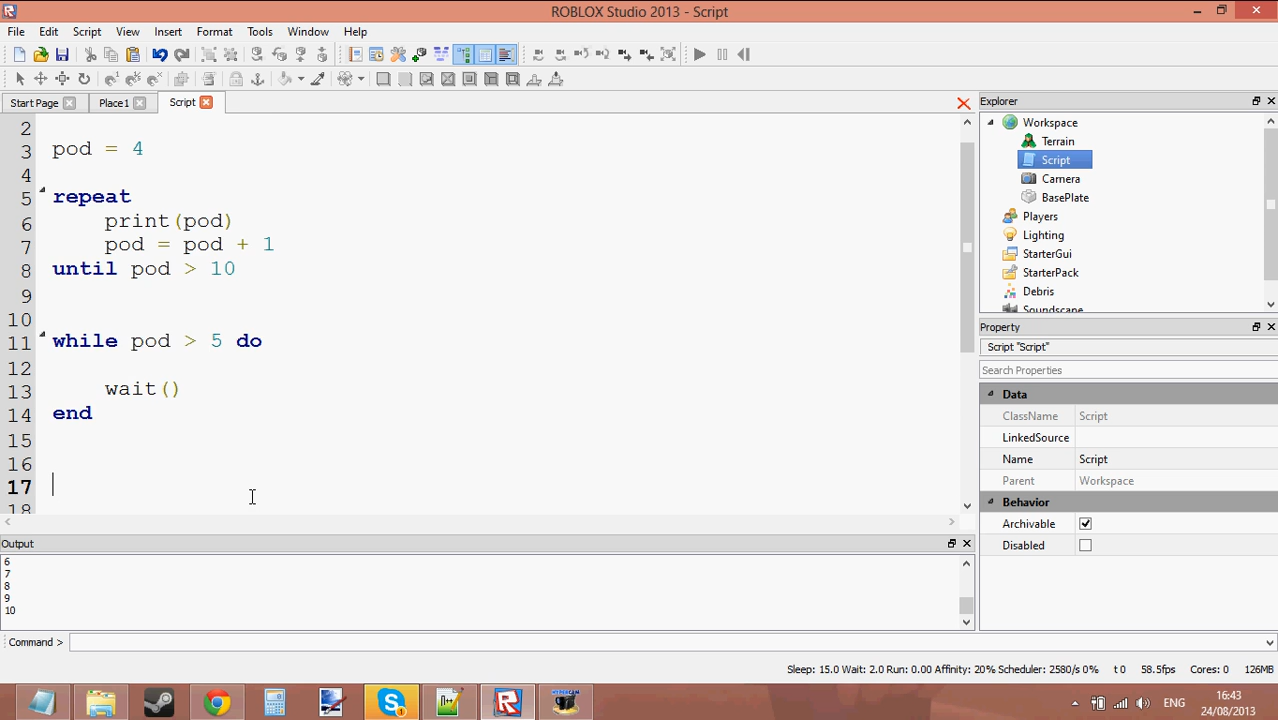 ROBLOX Studio 2013 - Script
File Edit Script View Insert Format Tools Window Help
Start Page Place1 Script
2
3 pod = 4
4
5 repeat
6 print(pod)
7 pod = pod + 1
8 until pod > 10
9
10
11 while pod > 5 do
12
13 wait()
14 end
15
16
17
18
Output
6
7
8
9
10
Command >
Explorer
Workspace
Terrain
Script
Camera
BasePlate
Players
Lighting
StarterGui
StarterPack
Debris
Soundscape
Property
Script "Script"
Search Properties
Data
ClassName Script
LinkedSource
Name Script
Parent Workspace
Behavior
Archivable
Disabled
Sleep: 15.0 Wait: 2.0 Run: 0.00 Affinity: 20% Scheduler: 2580/s 0% t 0 58.5fps Cores: 0 126MB
ENG
16:43
24/08/2013